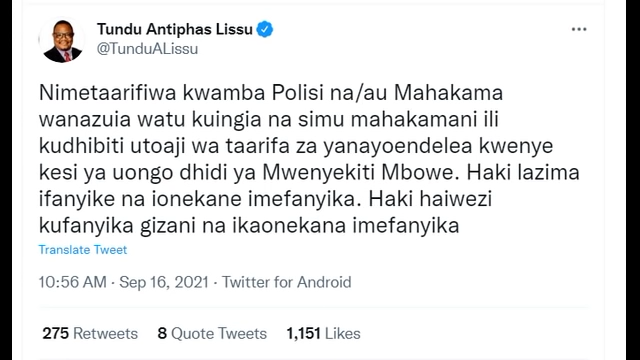 Tundu Antiphas Lissu
@TunduALissu
Nimetaarifiwa kwamba Polisi na/au Mahakama
wanazuia watu kuingia na simu mahakamani ili
kudhibiti utoaji wa taarifa za yanayoendelea kwenye
kesi ya uongo dhidi ya Mwenyekiti Mbowe. Haki lazima
ifanyike na ionekane imefanyika. Haki haiwezi
kufanyika gizani na ikaonekana imefanyika
Translate Tweet
10:56 AM · Sep 16, 2021 · Twitter for Android
275 Retweets 8 Quote Tweets 1,151 Likes